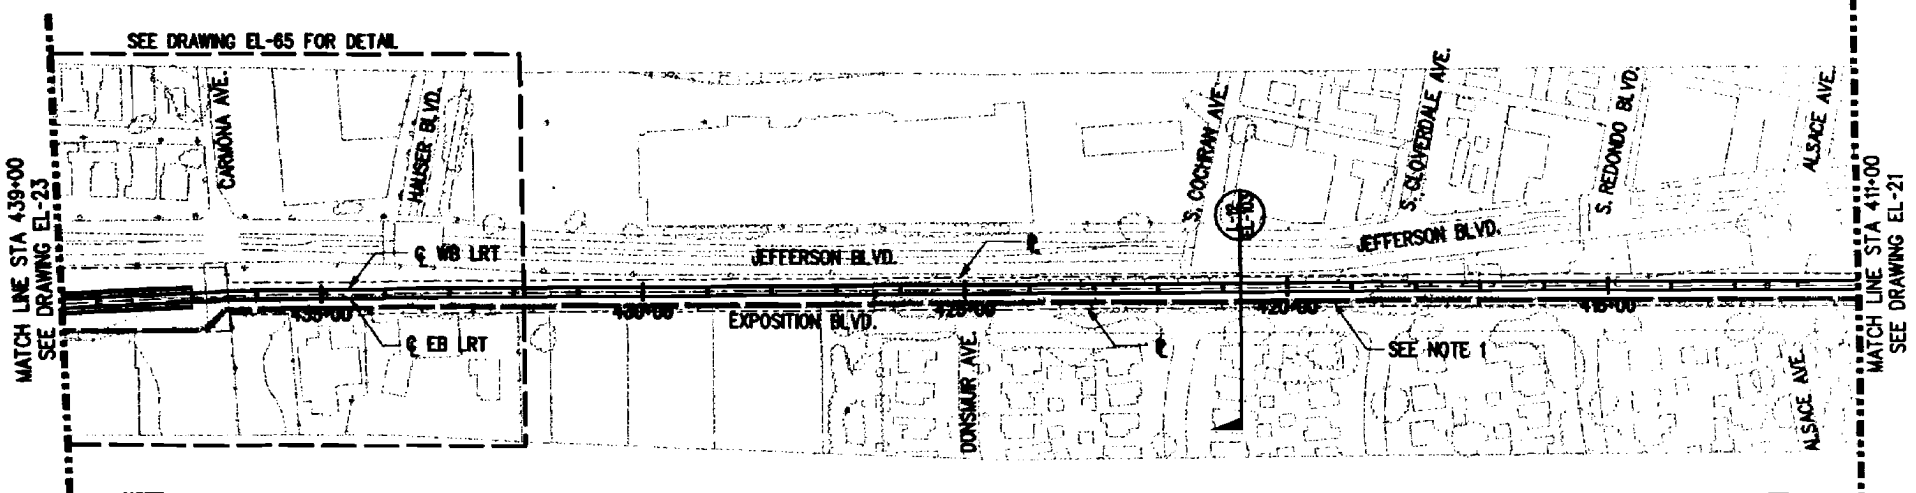 SEE DRAWING EL-65 FOR DETAIL
MATCH LINE STA 439+00
SEE DRAWING EL-23
CARMONA AVE.
HAUSER BLVD.
S. COCHRAN AVE.
S. CLOVERDALE AVE.
S. REDONDO BLVD.
ALSACE AVE.
MATCH LINE STA 411+00
SEE DRAWING EL-21
℄ WB LRT
JEFFERSON BLVD.
JEFFERSON BLVD.
435+00
430+00
425+00
420+00
415+00
EXPOSITION BLVD.
℄ EB LRT
SEE NOTE 1
DUNSMUIR AVE.
ALSACE AVE.